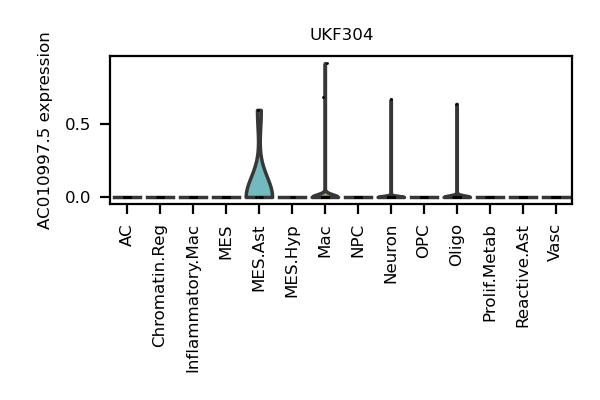 UKF304
AC010997.5 expression
0.5
0.0
AC
Chromatin.Reg
Inflammatory.Mac
MES
MES.Ast
MES.Hyp
Mac
NPC
Neuron
OPC
Oligo
Prolif.Metab
Reactive.Ast
Vasc